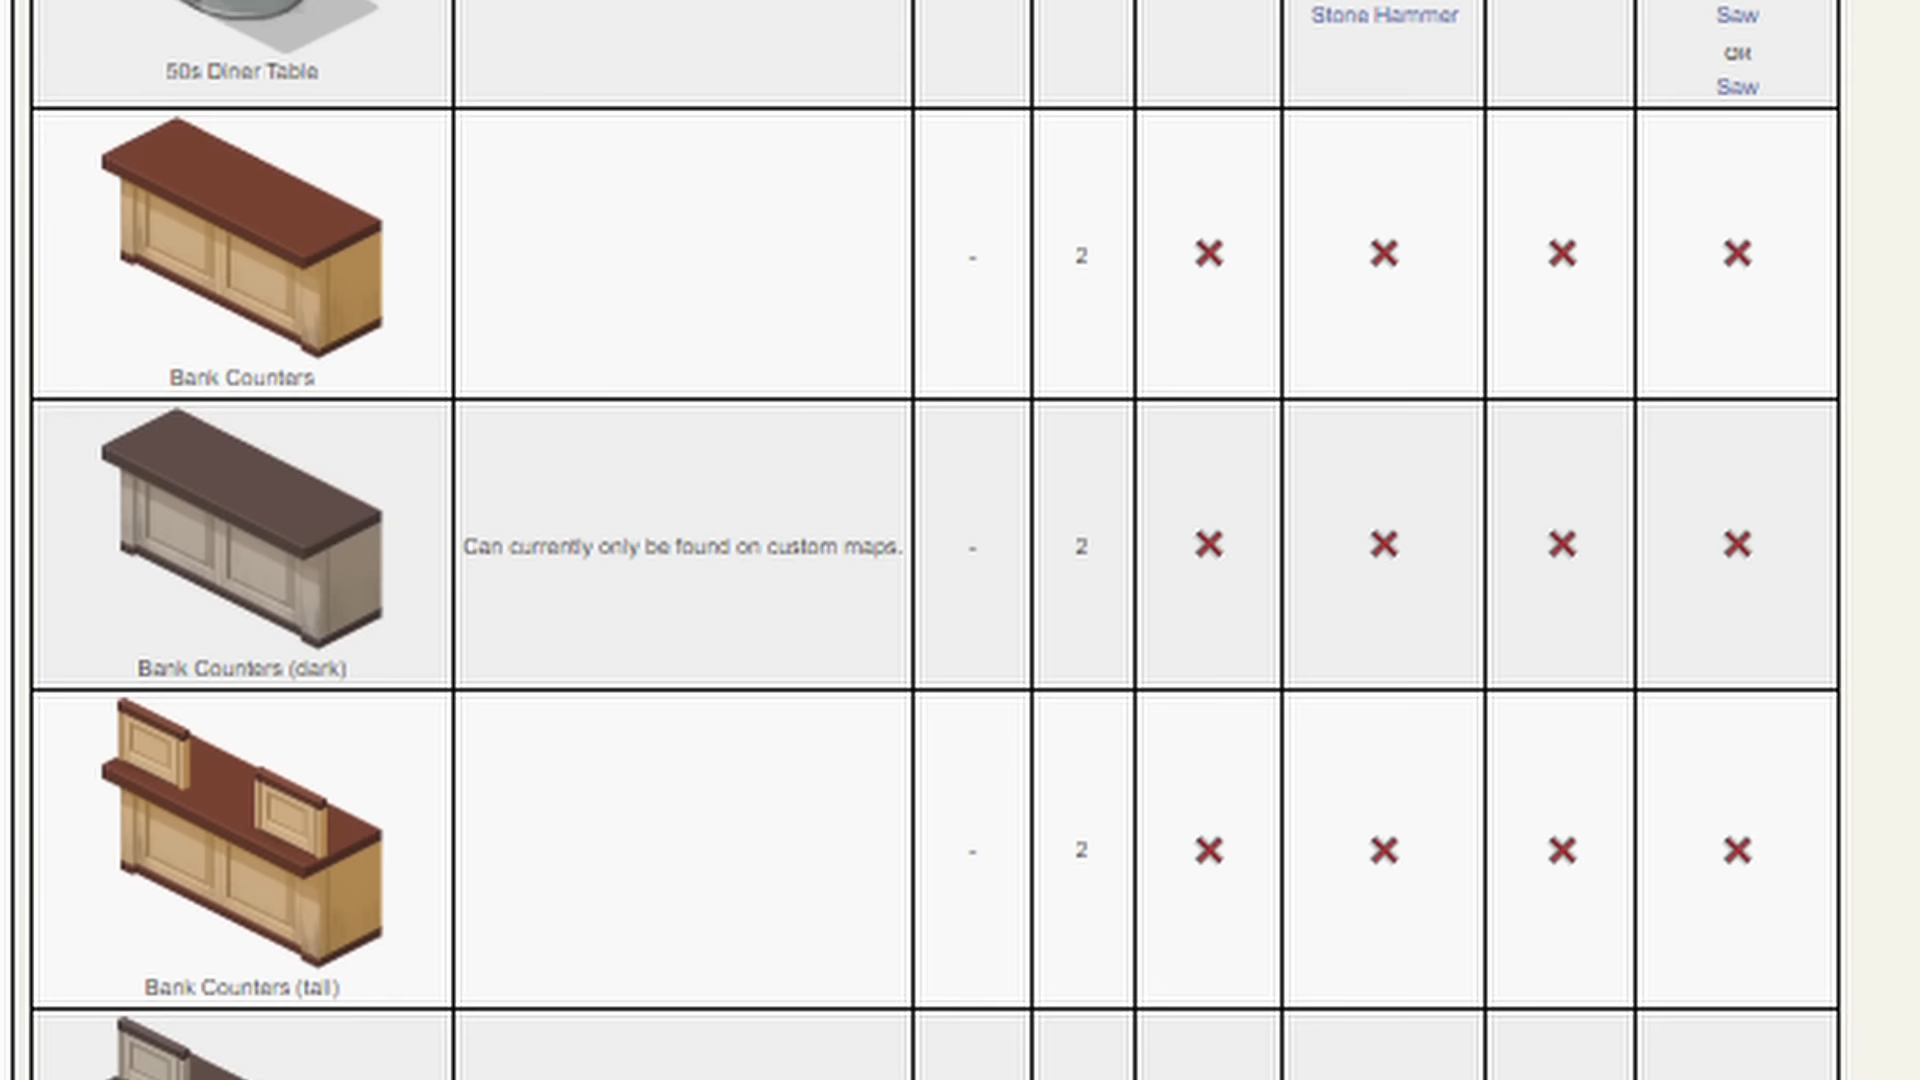 Stone Hammer
Saw
50s Diner Table
OR
Saw
Bank Counters
-
2
Bank Counters (dark)
Can currently only be found on custom maps.
-
2
Bank Counters (tall)
-
2